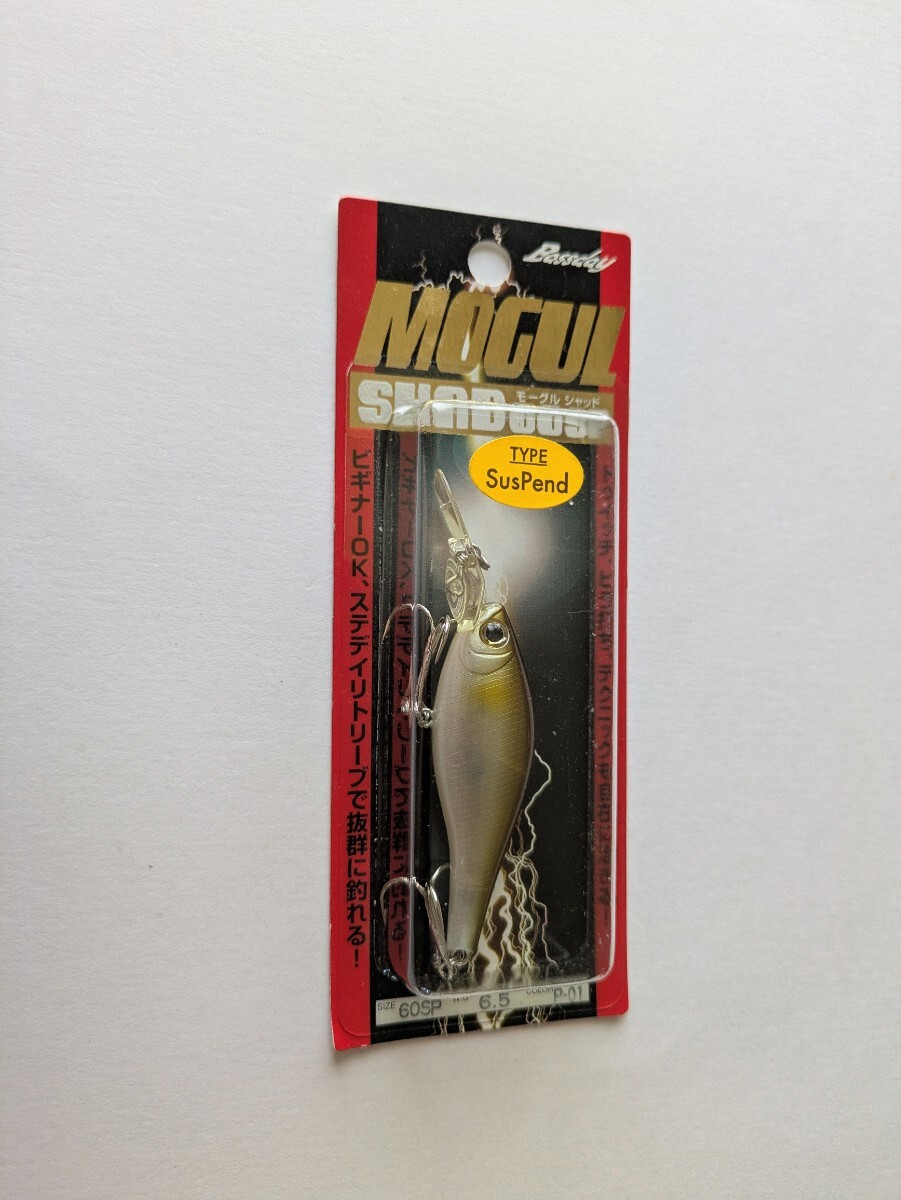 Bassday
MOGUL
モーグル シャッド
SHAD 60SP
TYPE
SusPend
ビギナーOK、ステディリトリーブで抜群に釣れる!
SIZE 60SP WG 6.5 COLOR P-01